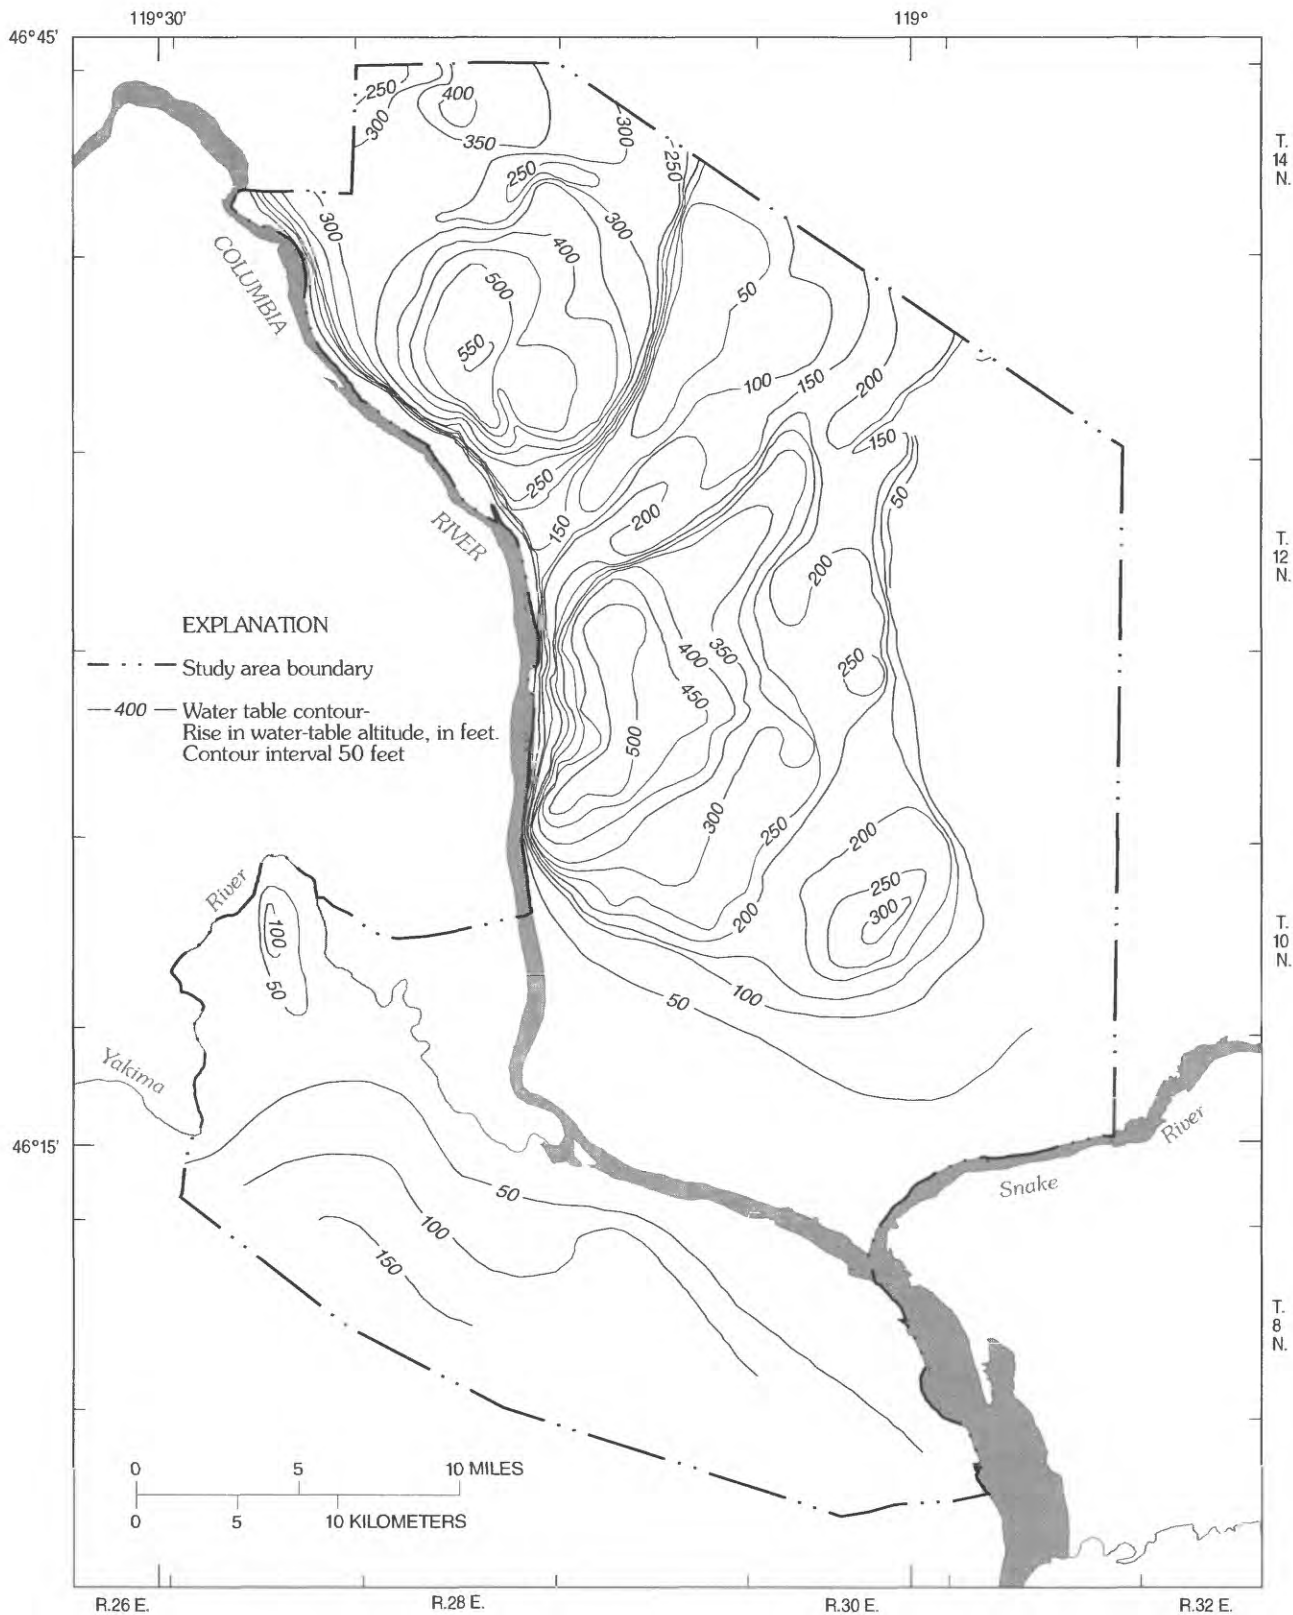 119°30'
119°
46°45'
250
400
300
350
300
250
250
T.
14
N.
300
300
400
500
50
COLUMBIA
550
100
150
200
150
250
50
200
150
RIVER
T.
12
N.
200
EXPLANATION
Study area boundary
350
400
250
450
400
Water table contour-
Rise in water-table altitude, in feet.
Contour interval 50 feet
500
300
250
200
River
250
300
200
100
T.
10
N.
50
100
50
Yakima
River
46°15'
Snake
50
100
150
T.
8
N.
0
5
10 MILES
0
5
10 KILOMETERS
R.26 E.
R.28 E.
R.30 E.
R.32 E.